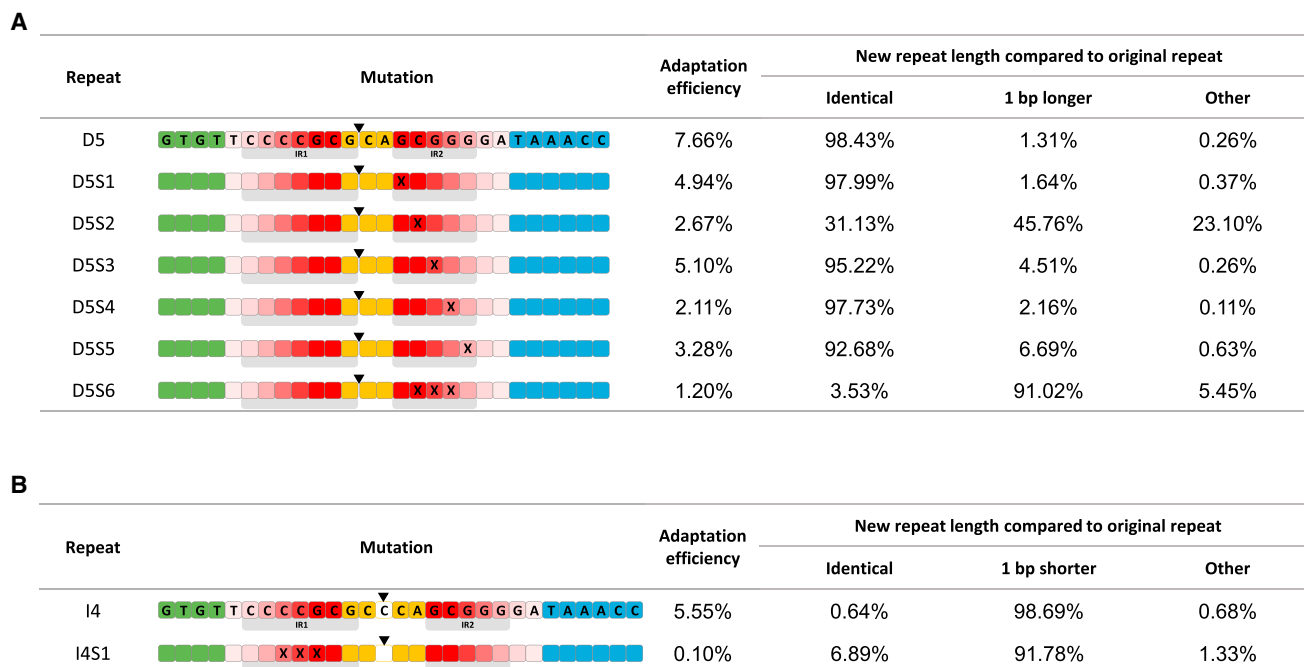 A
Repeat Mutation Adaptation efficiency New repeat length compared to original repeat
Identical 1 bp longer Other
D5 G T G T T C C C C G C G C A G C G G G G A T A A A C C 7.66% 98.43% 1.31% 0.26%
IR1 IR2
D5S1 X 4.94% 97.99% 1.64% 0.37%
D5S2 X 2.67% 31.13% 45.76% 23.10%
D5S3 X 5.10% 95.22% 4.51% 0.26%
D5S4 X 2.11% 97.73% 2.16% 0.11%
D5S5 X 3.28% 92.68% 6.69% 0.63%
D5S6 X X X 1.20% 3.53% 91.02% 5.45%
B
Repeat Mutation Adaptation efficiency New repeat length compared to original repeat
Identical 1 bp shorter Other
I4 G T G T T C C C C G C G C C C A G C G G G G A T A A A C C 5.55% 0.64% 98.69% 0.68%
IR1 IR2
I4S1 X X X 0.10% 6.89% 91.78% 1.33%